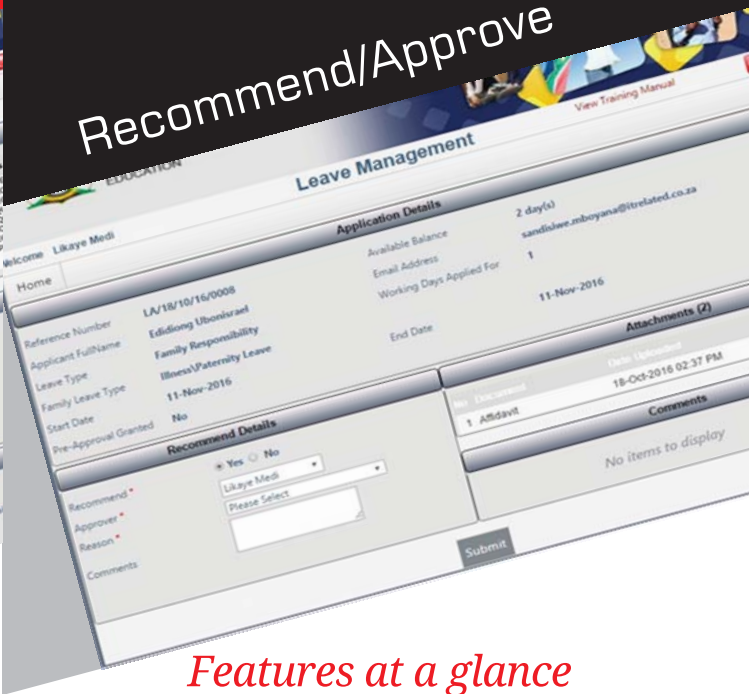 Recommend/Approve
EDUCATION
View Training Manual
Leave Management
Welcome Likaye Medi
Home
Application Details
Reference Number LA/18/10/16/0008
Available Balance 2 day(s)
Applicant FullName Edidiong Ubonisrael
Email Address sandisiwe.mboyana@itrelated.co.za
Leave Type Family Responsibility
Working Days Applied For 1
Family Leave Type Illness\Paternity Leave
Start Date 11-Nov-2016
End Date 11-Nov-2016
Pre-Approval Granted No
Recommend Details
Recommend * Yes No
Approver * Likaye Medi
Reason * Please Select
Comments
Attachments (2)
No Document Date Uploaded
1 Affidavit 18-Oct-2016 02:37 PM
Comments
No items to display
Submit
Features at a glance